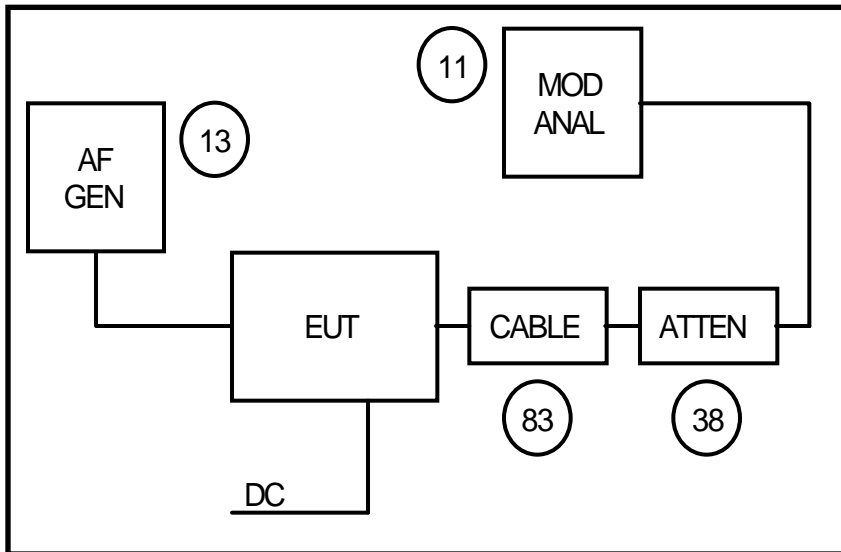 11
MOD
ANAL
13
AF
GEN
EUT
CABLE
ATTEN
83
38
DC